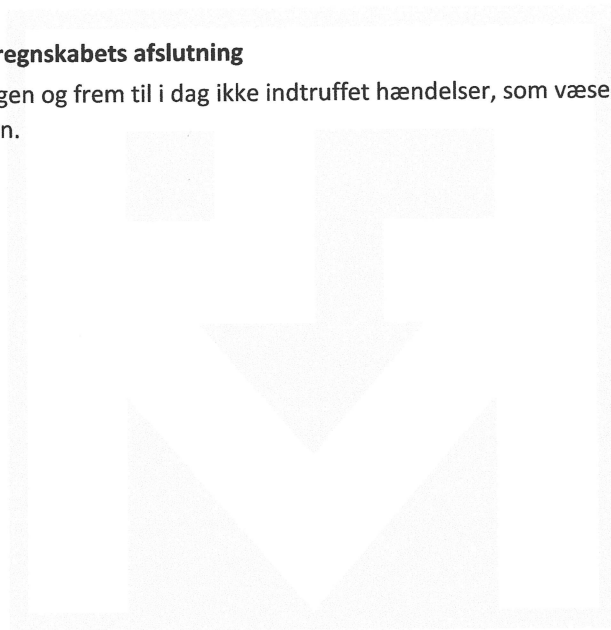 regnskabets afslutning
gen og frem til i dag ikke indtruffet hændelser, som væse
n.